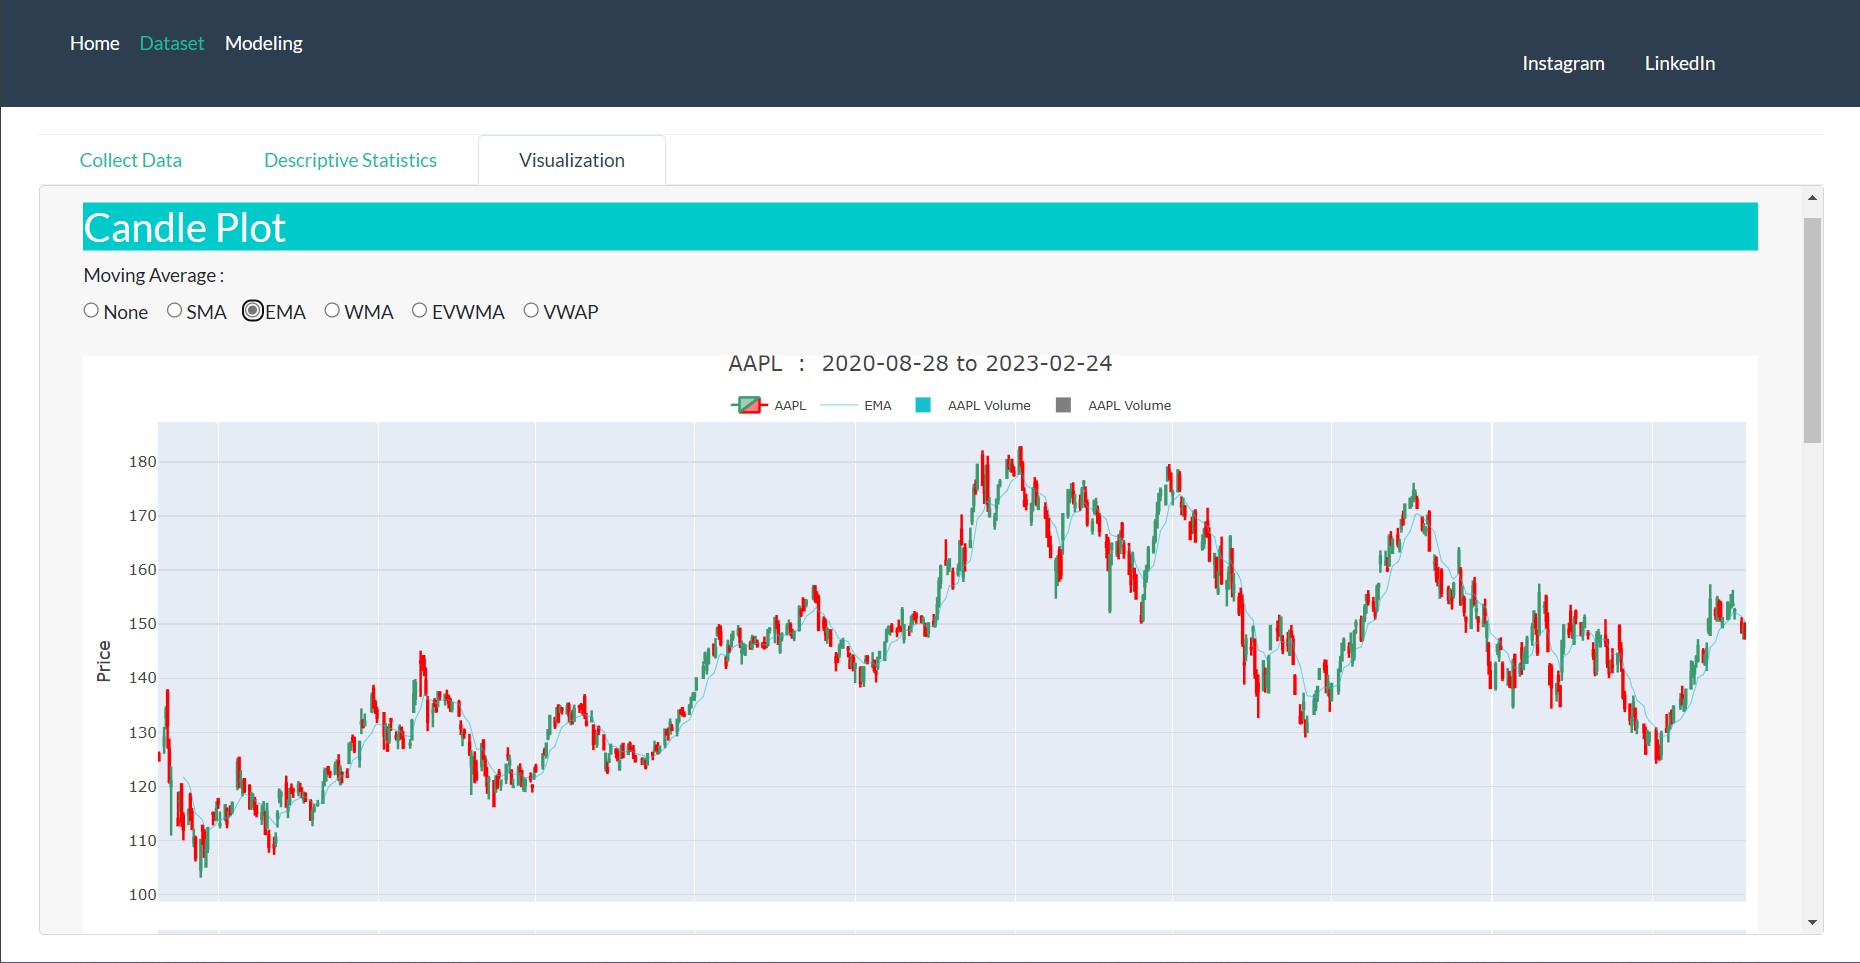 Home Dataset Modeling
Instagram LinkedIn
Collect Data Descriptive Statistics Visualization
Candle Plot
Moving Average :
None SMA EMA WMA EVWMA VWAP
AAPL : 2020-08-28 to 2023-02-24
AAPL EMA AAPL Volume AAPL Volume
180
170
160
150
Price
140
130
120
110
100